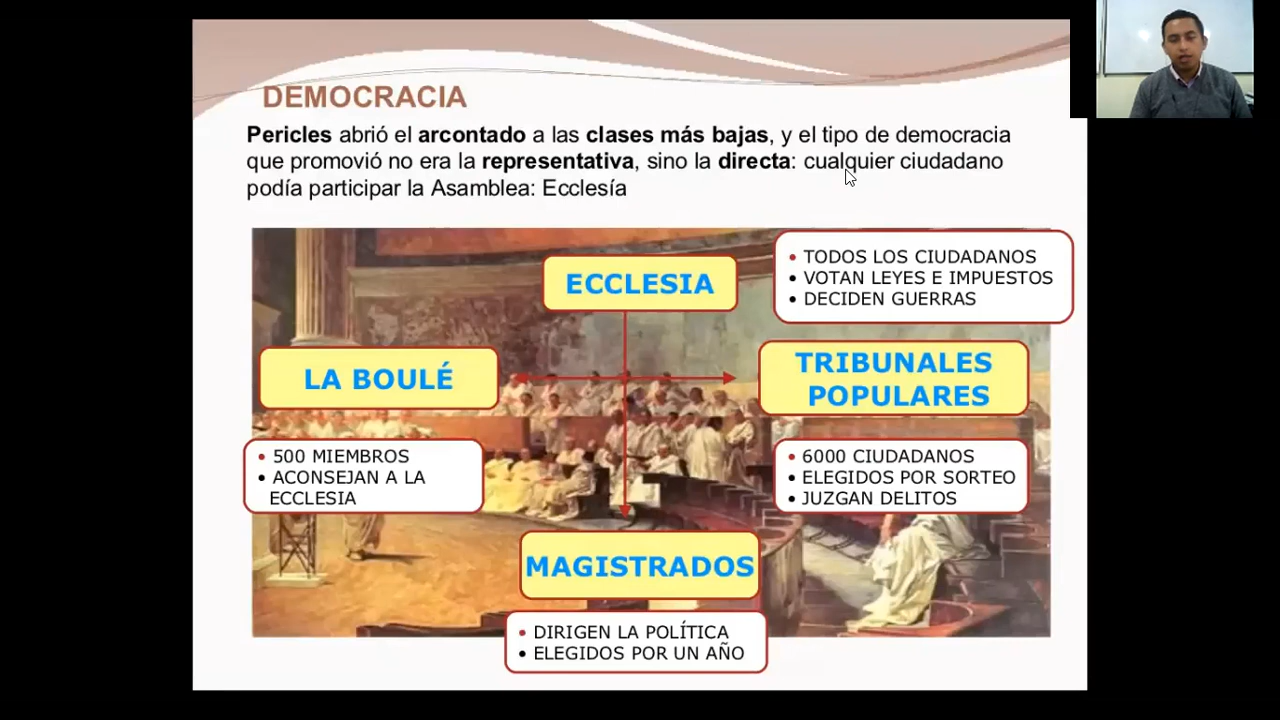 DEMOCRACIA
Pericles abrió el arcontado a las clases más bajas, y el tipo de democracia
que promovió no era la representativa, sino la directa: cualquier ciudadano
podía participar la Asamblea: Ecclesía
ECCLESIA
• TODOS LOS CIUDADANOS
• VOTAN LEYES E IMPUESTOS
• DECIDEN GUERRAS
LA BOULÉ
TRIBUNALES
POPULARES
• 500 MIEMBROS
• ACONSEJAN A LA
ECCLESIA
• 6000 CIUDADANOS
• ELEGIDOS POR SORTEO
• JUZGAN DELITOS
MAGISTRADOS
• DIRIGEN LA POLÍTICA
• ELEGIDOS POR UN AÑO